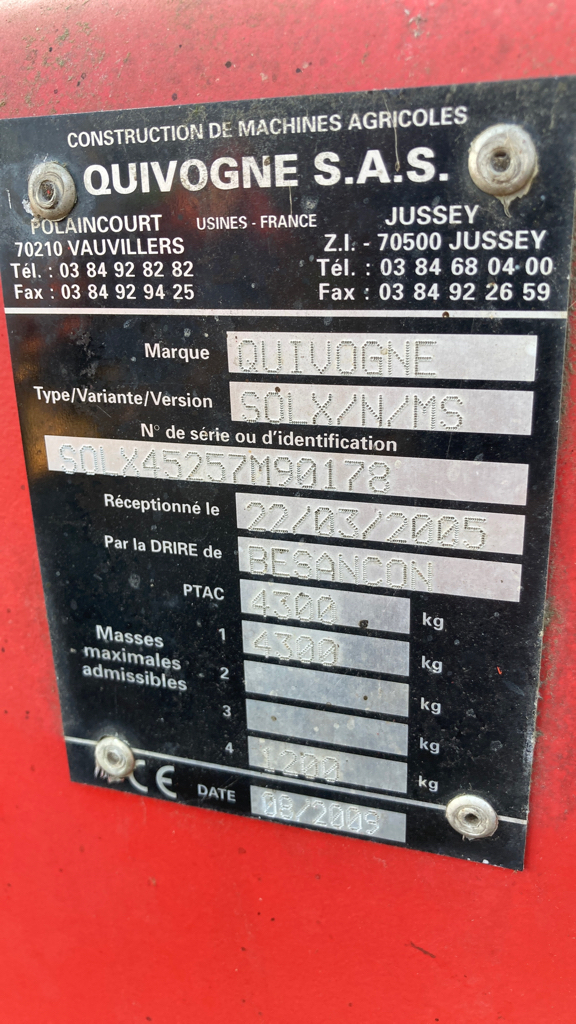 CONSTRUCTION DE MACHINES AGRICOLES
QUIVOGNE S.A.S.
POLAINCOURT USINES - FRANCE JUSSEY
70210 VAUVILLERS Z.I. - 70500 JUSSEY
Tél. : 03 84 92 82 82 Tél. : 03 84 68 04 00
Fax : 03 84 92 94 25 Fax : 03 84 92 26 59
Marque QUIVOGNE
Type/Variante/Version SOLX/N/MS
N° de série ou d'identification
SOLX45257M90178
Réceptionné le 22/03/2005
Par la DRIRE de BESANCON
PTAC 4300 kg
Masses maximales admissibles
1 4300 kg
2 kg
3 kg
4 1200 kg
CE DATE 08/2009